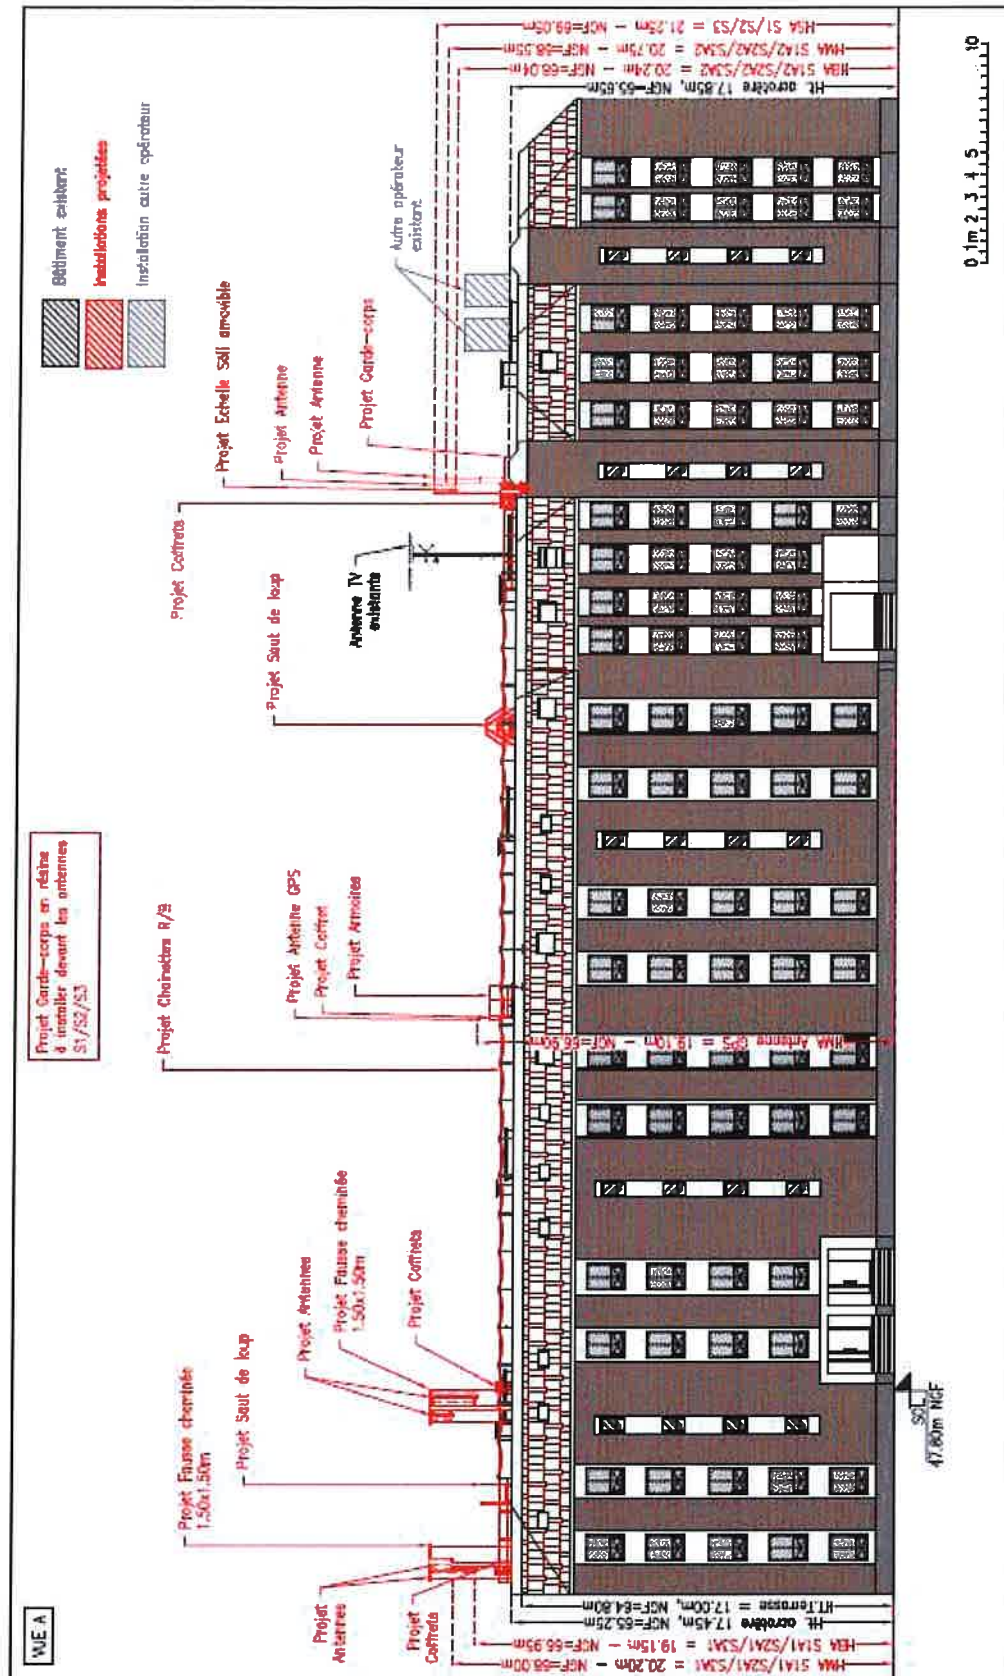 VUE A
Projet Garde-corps en résine
à installer devant les antennes
S1/S2/S3
Bâtiment existant
Installations projetées
Installation autre opérateur
Projet Fausse cheminée
1.50x1.50m
Projet Saut de loup
Projet Antennes
Projet Fausse cheminée
1.50x1.50m
Projet Coffrets
Projet
Antennes
Projet
Coffrets
Projet Chainettes R/B
Projet Antenne GPS
Projet Coffret
Projet Armoires
Projet Saut de loup
Antenne TV
existante
Projet Coffrets
Projet Echelle Soll amovible
Projet Antenne
Projet Antenne
Projet Garde-corps
Autre opérateur
existant
HMA S1A1/S2A1/S3A1 = 20.20m - NGF=68.00m
HBA S1A1/S2A1/S3A1 = 19.15m - NGF=66.95m
Ht. acrotère 17.45m, NGF=65.25m
HT.Terrasse = 17.00m, NGF=64.80m
HMA Antenne GPS = 19.10m - NGF=66.90m
HSA S1/S2/S3 = 21.25m - NGF=69.05m
HMA S1A2/S2A2/S3A2 = 20.75m - NGF=68.55m
HBA S1A2/S2A2/S3A2 = 20.24m - NGF=68.04m
Ht. acrotère 17.85m, NGF=65.65m
SOL
47.80m NGF
0 1m 2 3 4 5 10